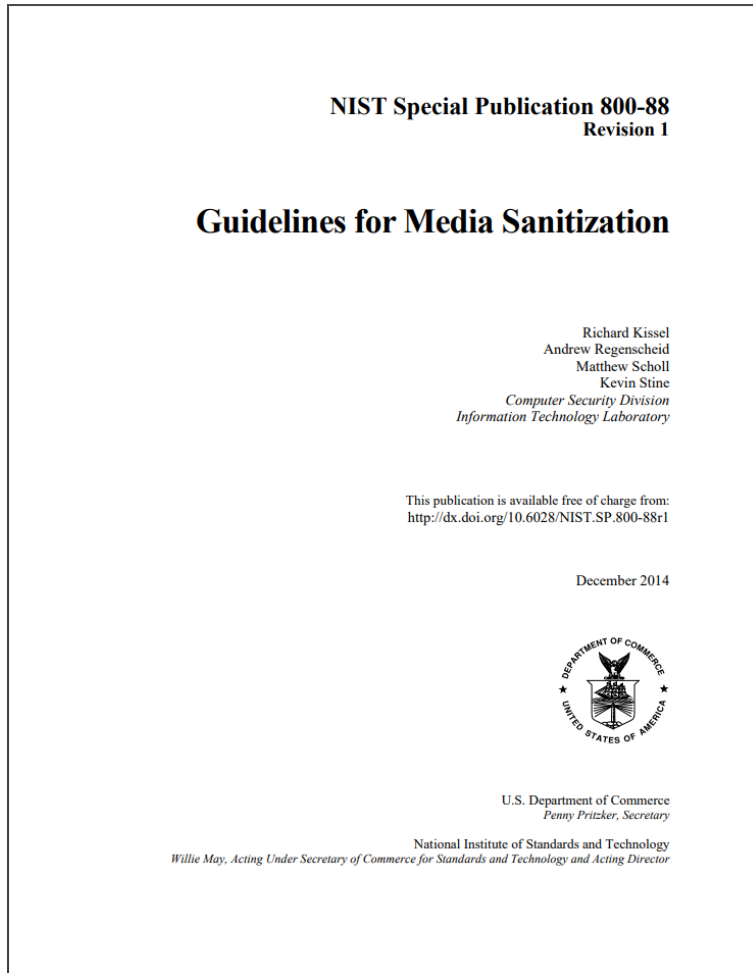 NIST Special Publication 800-88
Revision 1
Guidelines for Media Sanitization
Richard Kissel
Andrew Regenscheid
Matthew Scholl
Kevin Stine
Computer Security Division
Information Technology Laboratory
This publication is available free of charge from:
http://dx.doi.org/10.6028/NIST.SP.800-88r1
December 2014
DEPARTMENT OF COMMERCE
UNITED STATES OF AMERICA
U.S. Department of Commerce
Penny Pritzker, Secretary
National Institute of Standards and Technology
Willie May, Acting Under Secretary of Commerce for Standards and Technology and Acting Director